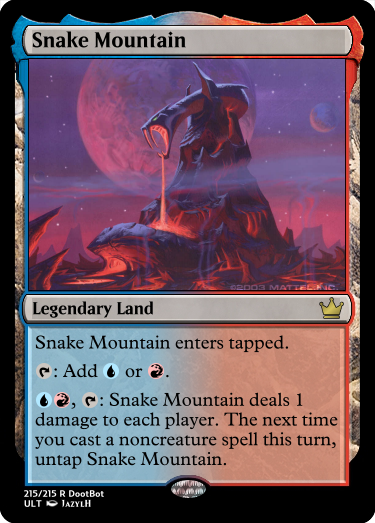 Snake Mountain
©2003 MATTEL, INC.
Legendary Land
Snake Mountain enters tapped.
: Add or .
, : Snake Mountain deals 1
damage to each player. The next time
you cast a noncreature spell this turn,
untap Snake Mountain.
215/215 R DootBot
ULT